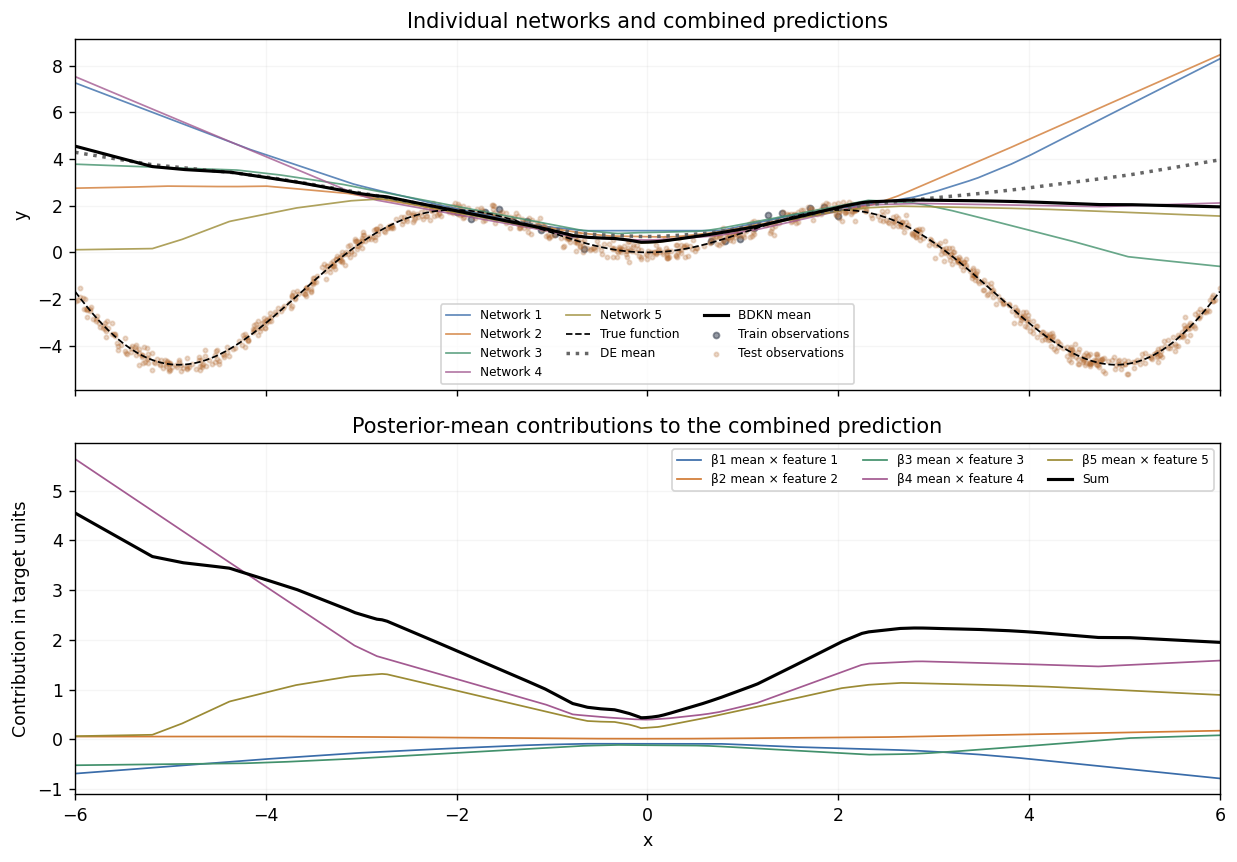 Individual networks and combined predictions
8
6
4
2
0
−2
−4
y
Network 1
Network 2
Network 3
Network 4
Network 5
True function
DE mean
BDKN mean
Train observations
Test observations
Posterior-mean contributions to the combined prediction
5
4
3
2
1
0
−1
Contribution in target units
β1 mean × feature 1
β2 mean × feature 2
β3 mean × feature 3
β4 mean × feature 4
β5 mean × feature 5
Sum
−6
−4
−2
0
2
4
6
x